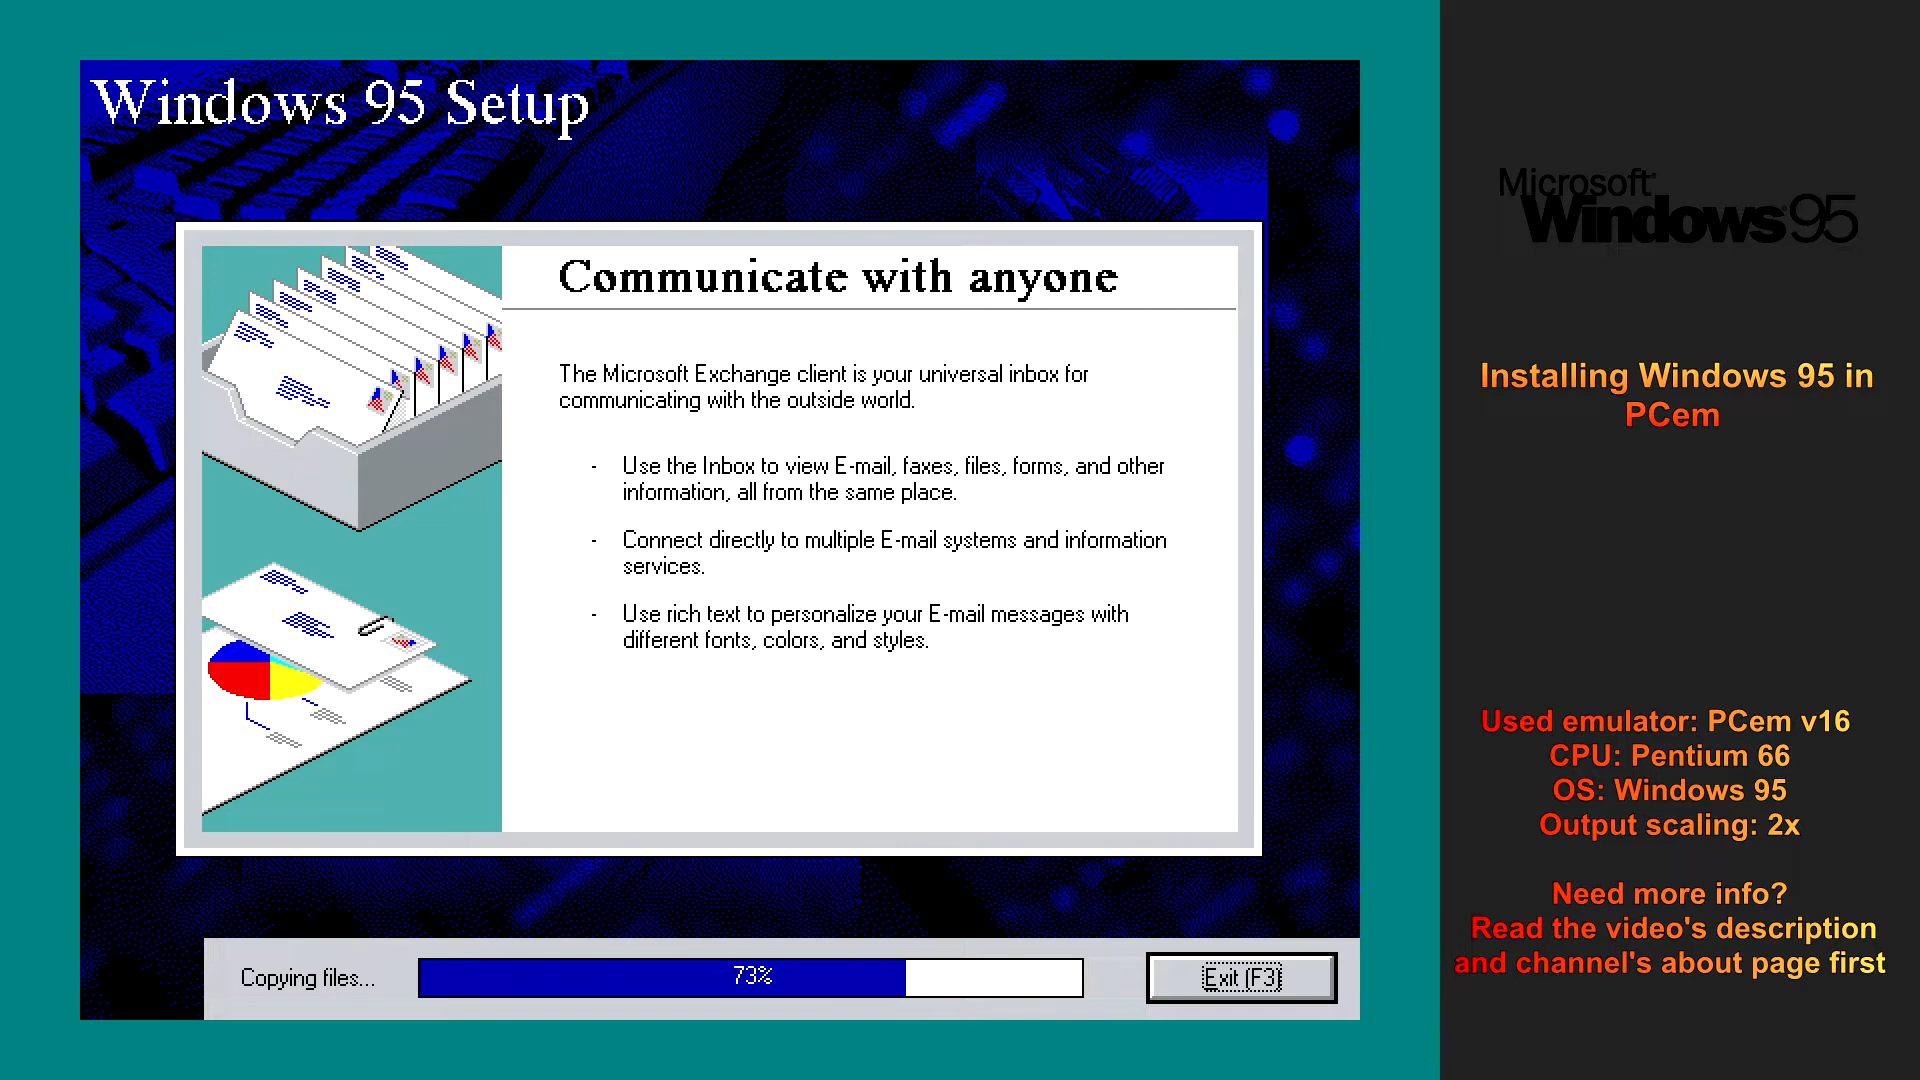 Windows 95 Setup
Communicate with anyone
The Microsoft Exchange client is your universal inbox for
communicating with the outside world.
- Use the Inbox to view E-mail, faxes, files, forms, and other
information, all from the same place.
- Connect directly to multiple E-mail systems and information
services.
- Use rich text to personalize your E-mail messages with
different fonts, colors, and styles.
Copying files...
73%
Exit (F3)
Microsoft®
Windows®95
Installing Windows 95 in
PCem
Used emulator: PCem v16
CPU: Pentium 66
OS: Windows 95
Output scaling: 2x
Need more info?
Read the video's description
and channel's about page first